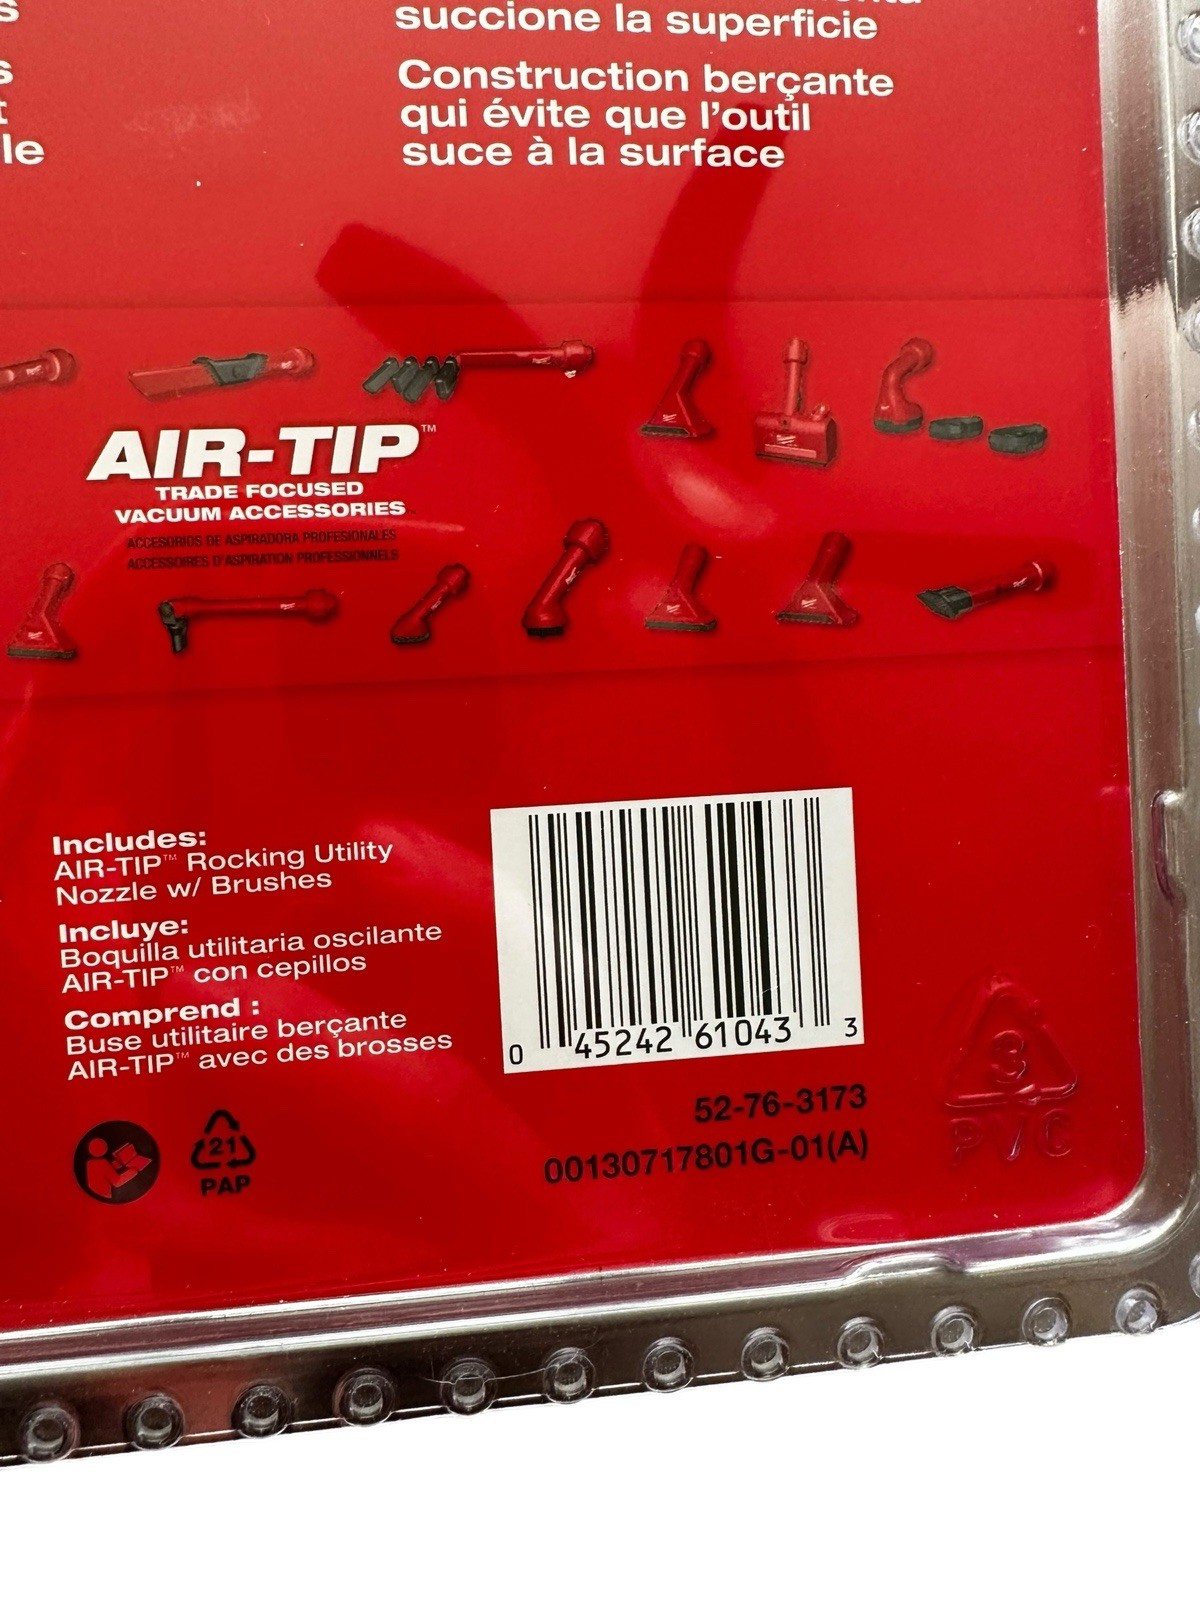 s
succione la superficie
s
t
le
Construction berçante
qui évite que l’outil
suce à la surface
AIR-TIP™
TRADE FOCUSED
VACUUM ACCESSORIES
ACCESORIOS DE ASPIRADORA PROFESIONALES
ACCESSOIRES D'ASPIRATION PROFESSIONNELS
Includes:
AIR-TIP™ Rocking Utility
Nozzle w/ Brushes
Incluye:
Boquilla utilitaria oscilante
AIR-TIP™ con cepillos
Comprend :
Buse utilitaire berçante
AIR-TIP™ avec des brosses
0 45242 61043 3
52-76-3173
00130717801G-01(A)
21
PAP
3
PVC